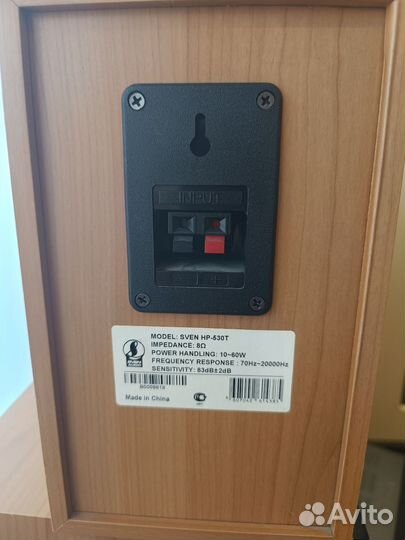 INPUT
MODEL: SVEN HP-530T
IMPEDANCE: 8Ω
POWER HANDLING: 10~60W
FREQUENCY RESPONSE : 70Hz~20000Hz
SENSITIVITY: 83dB±2dB
Made in China
Avito